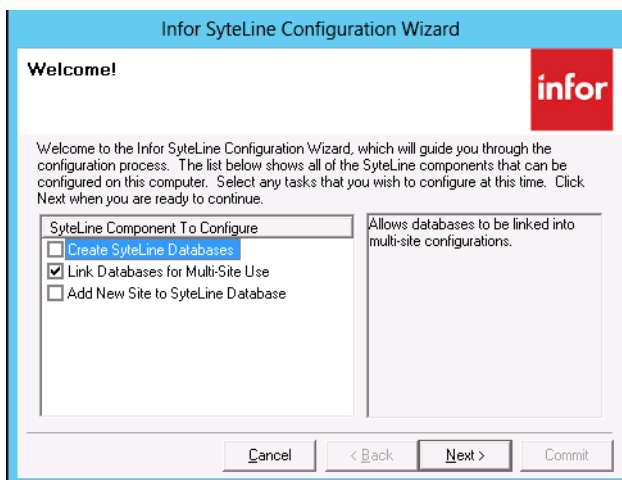 Infor SyteLine Configuration Wizard
Welcome!
infor
Welcome to the Infor SyteLine Configuration Wizard, which will guide you through the
configuration process. The list below shows all of the SyteLine components that can be
configured on this computer. Select any tasks that you wish to configure at this time. Click
Next when you are ready to continue.
SyteLine Component To Configure
Create SyteLine Databases
Link Databases for Multi-Site Use
Add New Site to SyteLine Database
Allows databases to be linked into
multi-site configurations.
Cancel < Back Next > Commit